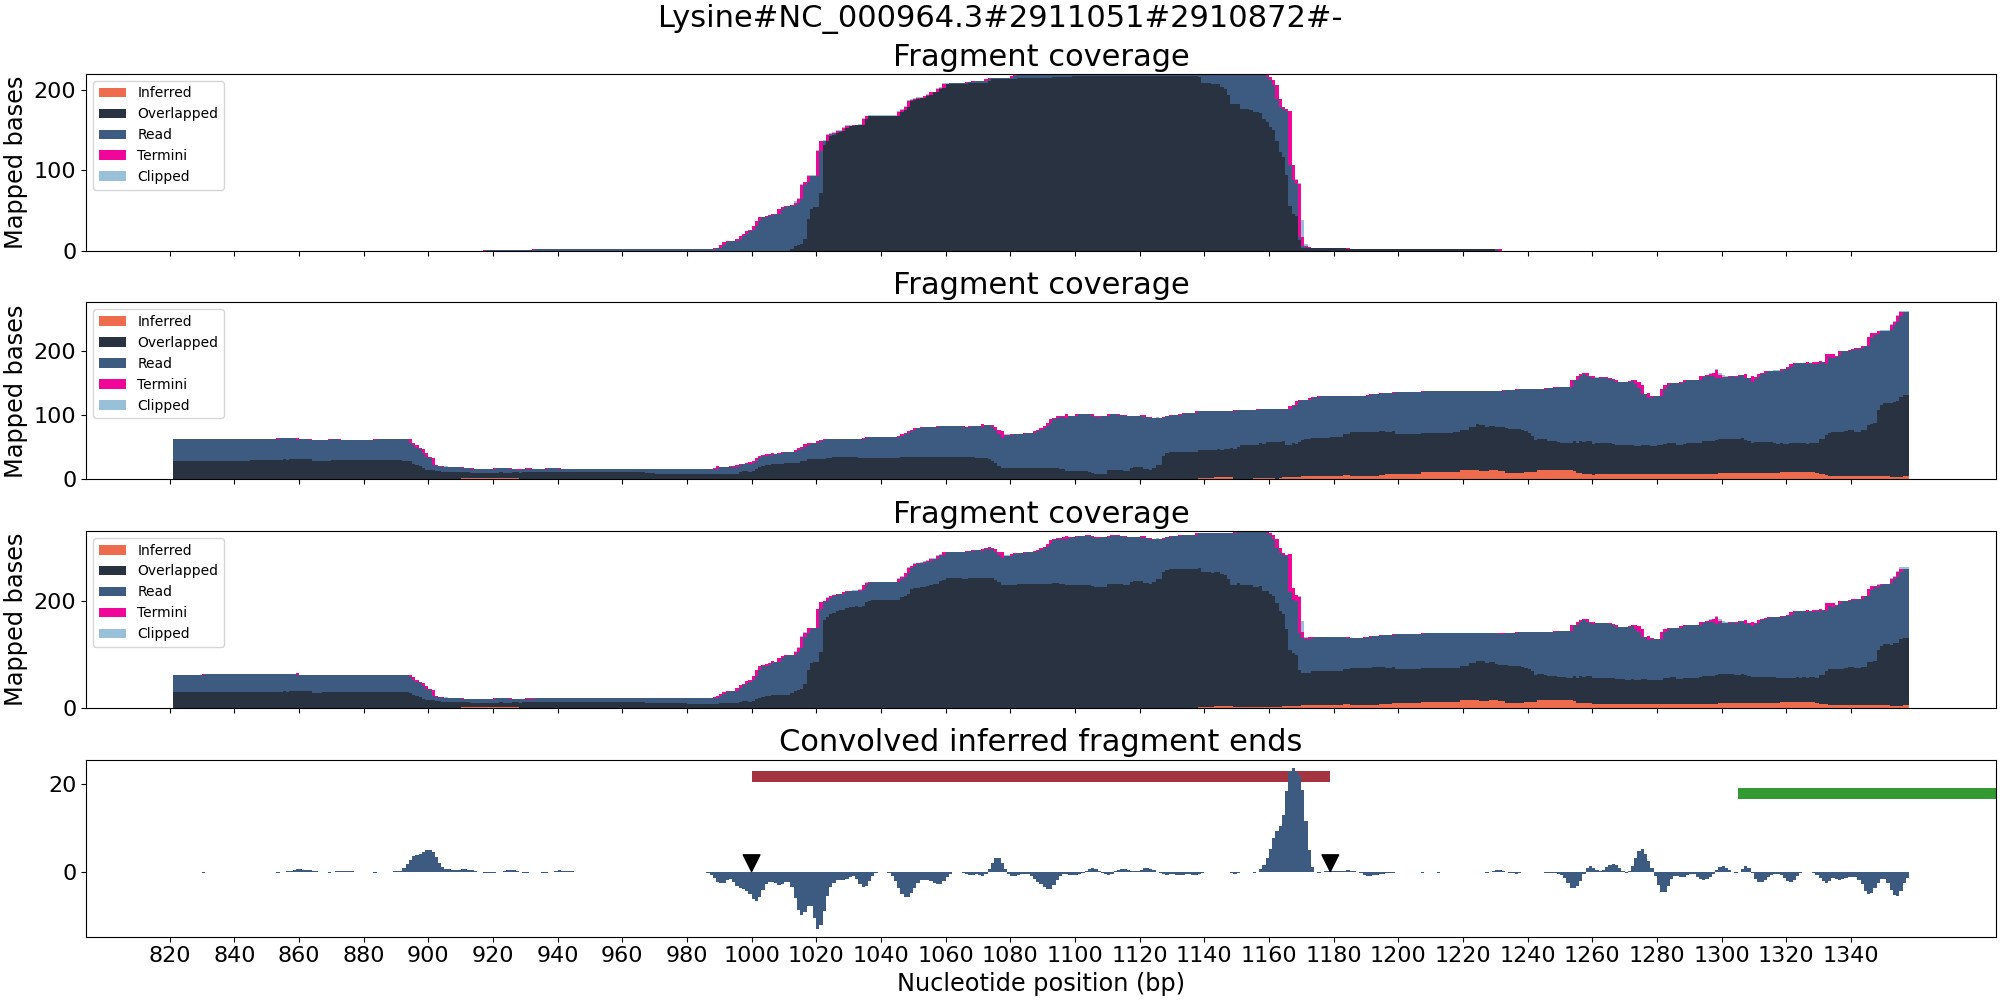 Lysine#NC_000964.3#2911051#2910872#-
Fragment coverage
Mapped bases
200
100
0
Inferred
Overlapped
Read
Termini
Clipped
Fragment coverage
Mapped bases
200
100
0
Inferred
Overlapped
Read
Termini
Clipped
Fragment coverage
Mapped bases
200
0
Inferred
Overlapped
Read
Termini
Clipped
Convolved inferred fragment ends
20
0
820 840 860 880 900 920 940 960 980 1000 1020 1040 1060 1080 1100 1120 1140 1160 1180 1200 1220 1240 1260 1280 1300 1320 1340
Nucleotide position (bp)